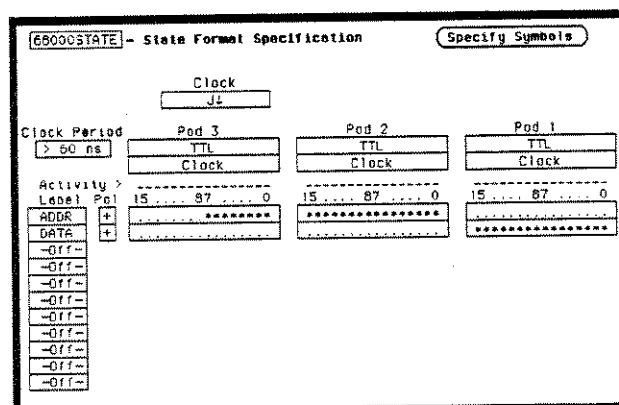 68000STATE - State Format Specification Specify Symbols
Clock
J↓
Clock Period Pod 3 Pod 2 Pod 1
> 60 ns TTL TTL TTL
Clock Clock Clock
Activity > ---------------- ---------------- ----------------
Label Pol 15 .... 87 .... 0 15 .... 87 .... 0 15 .... 87 .... 0
ADDR + ........******** **************** ................
DATA + ................ ................ ****************
-Off-
-Off-
-Off-
-Off-
-Off-
-Off-
-Off-
-Off-
-Off-